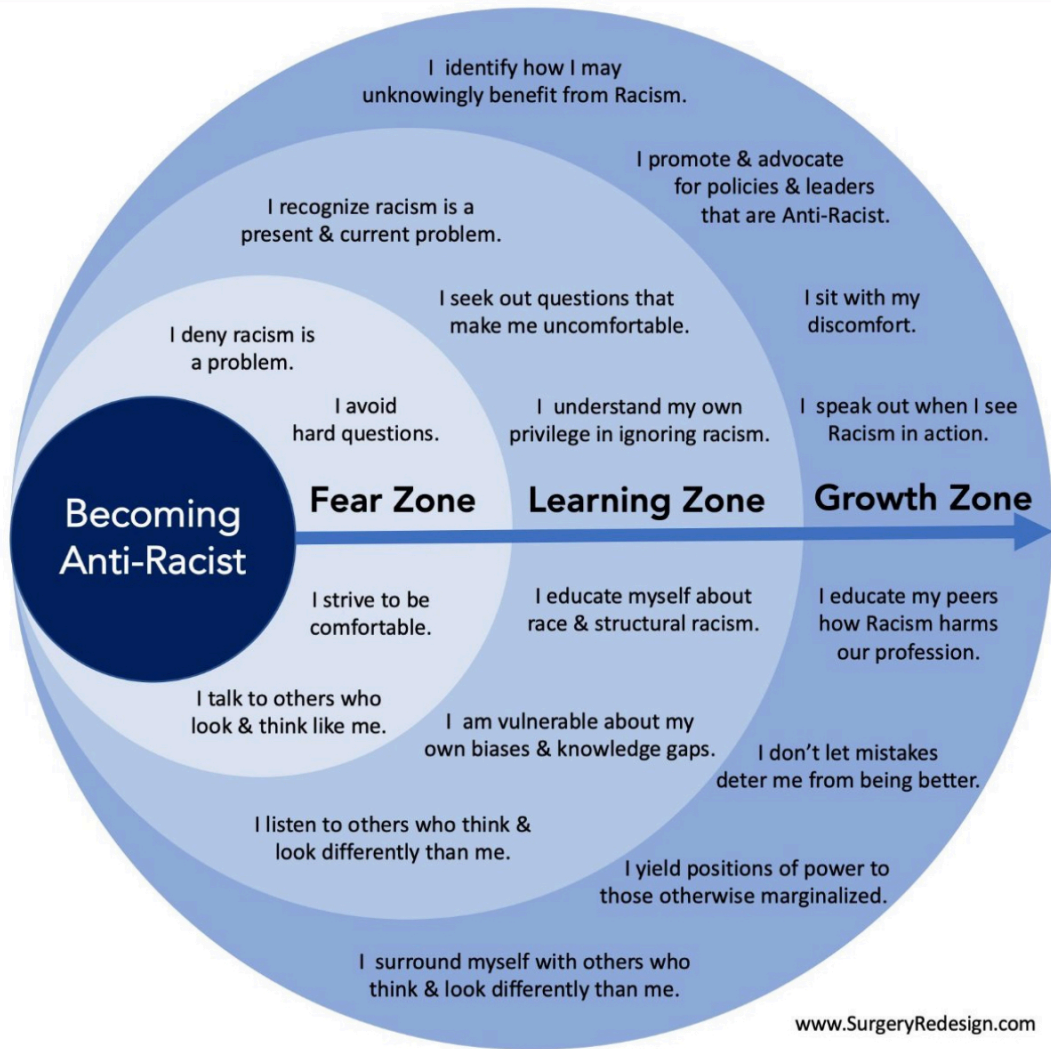 I identify how I may
unknowingly benefit from Racism.
I promote & advocate
for policies & leaders
that are Anti-Racist.
I recognize racism is a
present & current problem.
I seek out questions that
make me uncomfortable.
I sit with my
discomfort.
I deny racism is
a problem.
I avoid
hard questions.
I understand my own
privilege in ignoring racism.
I speak out when I see
Racism in action.
Becoming
Anti-Racist
Fear Zone
Learning Zone
Growth Zone
I strive to be
comfortable.
I educate myself about
race & structural racism.
I educate my peers
how Racism harms
our profession.
I talk to others who
look & think like me.
I am vulnerable about my
own biases & knowledge gaps.
I don't let mistakes
deter me from being better.
I listen to others who think &
look differently than me.
I yield positions of power to
those otherwise marginalized.
I surround myself with others who
think & look differently than me.
www.SurgeryRedesign.com